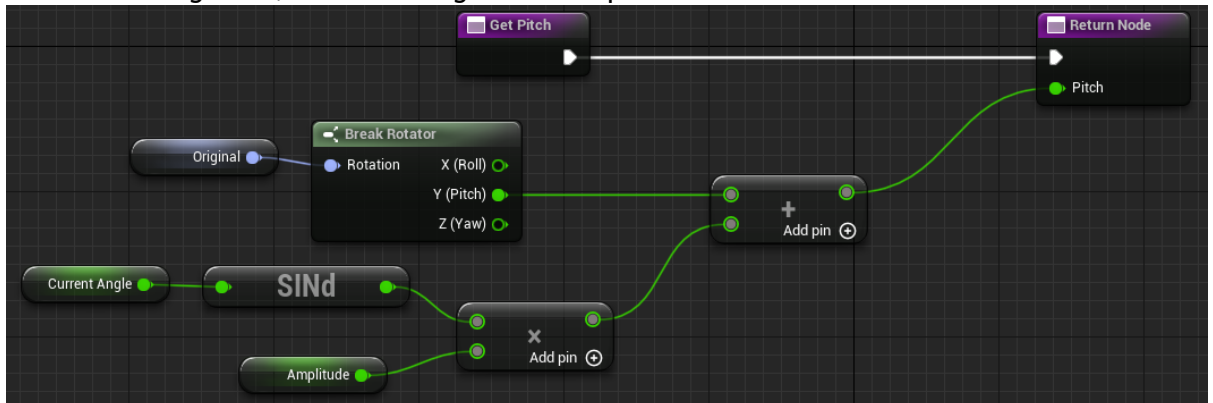 Get Pitch
Return Node
Pitch
Break Rotator
Original
Rotation
X (Roll)
Y (Pitch)
Z (Yaw)
+
Add pin
Current Angle
SINd
×
Add pin
Amplitude